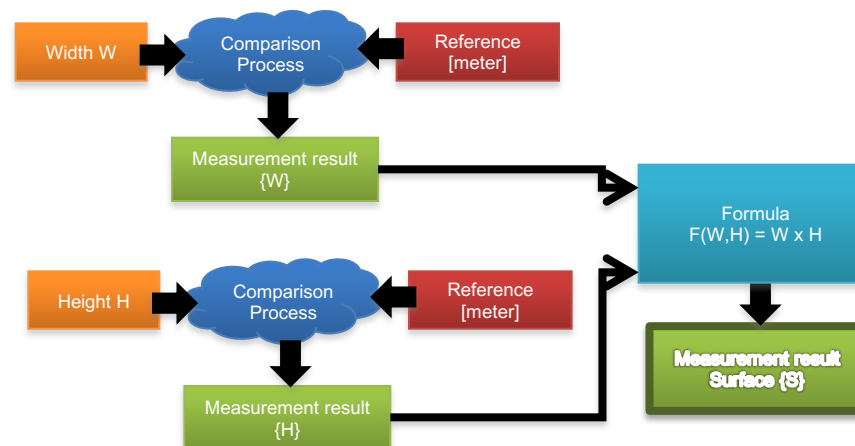 Width W
Comparison
Process
Reference
[meter]
Measurement result
{W}
Formula
F(W,H) = W x H
Height H
Comparison
Process
Reference
[meter]
Measurement result
Surface {S}
Measurement result
{H}